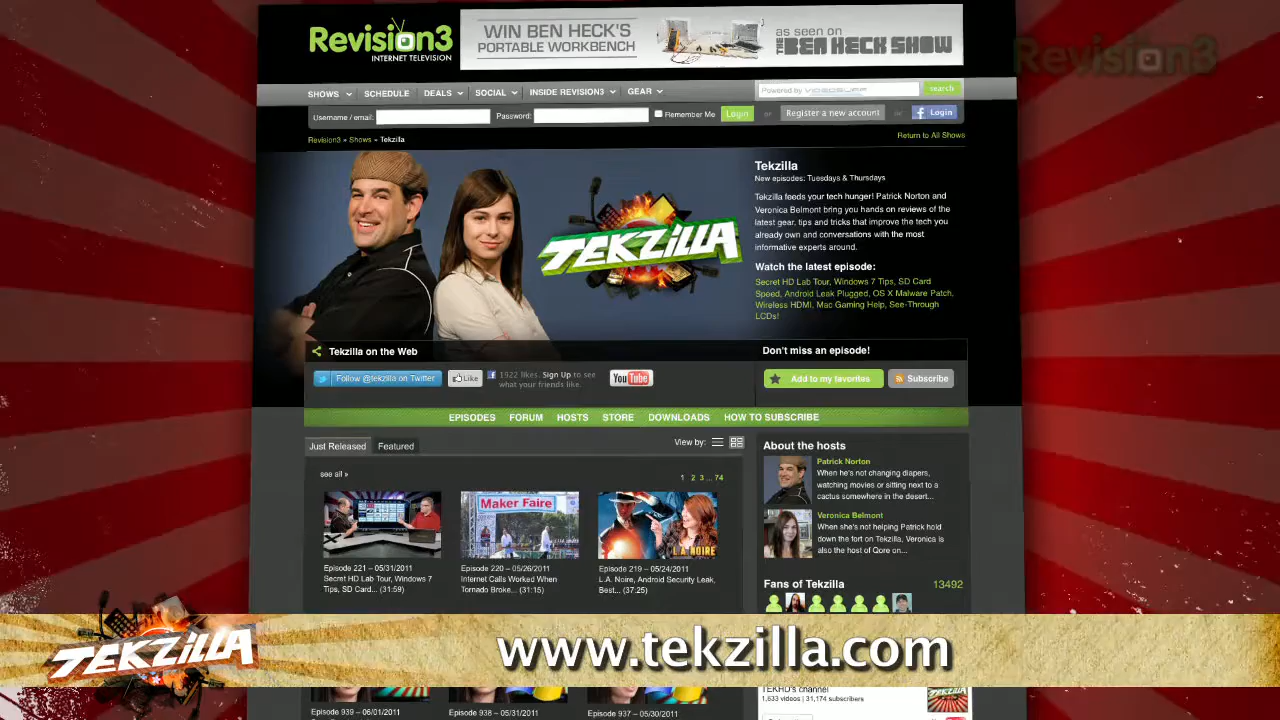 Revision3
INTERNET TELEVISION
WIN BEN HECK'S
PORTABLE WORKBENCH
as seen on
THE BEN HECK SHOW
Revision3
SHOWS
SCHEDULE
DEALS
SOCIAL
INSIDE REVISION3
GEAR
Powered by
search
Username / email:
Password:
Remember Me
Login
or
Register a new account
or
Login
Revision3 » Shows » Tekzilla
Return to All Shows
TEKZILLA
Tekzilla
New episodes: Tuesdays & Thursdays
Tekzilla feeds your tech hunger! Patrick Norton and
Veronica Belmont bring you hands on reviews of the
latest gear, tips and tricks that improve the tech you
already own and conversations with the most
informative experts around.
Watch the latest episode:
Secret HD Lab Tour, Windows 7 Tips, SD Card
Speed, Android Leak Plugged, OS X Malware Patch,
Wireless HDMI, Mac Gaming Help, See-Through
LCDs!
Tekzilla on the Web
Don't miss an episode!
Follow @tekzilla on Twitter
Like
1922 likes. Sign Up to see
what your friends like.
YouTube
Add to my favorites
Subscribe
EPISODES
FORUM
HOSTS
STORE
DOWNLOADS
HOW TO SUBSCRIBE
Just Released
Featured
View by:
see all »
1 2 3 ... 74
Maker Faire
L.A. NOIRE
Episode 221 – 05/31/2011
Secret HD Lab Tour, Windows 7
Tips, SD Card... (31:59)
Episode 220 – 05/26/2011
Internet Calls Worked When
Tornado Broke... (31:15)
Episode 219 – 05/24/2011
L.A. Noire, Android Security Leak,
Best... (37:25)
About the hosts
Patrick Norton
When he's not changing diapers,
watching movies or sitting next to a
cactus somewhere in the desert...
Veronica Belmont
When she's not helping Patrick hold
down the fort on Tekzilla, Veronica is
also the host of Qore on...
Fans of Tekzilla
13492
TEKZILLA
www.tekzilla.com
TEKHD's channel
1,633 videos | 31,174 subscribers
Episode 939 – 06/01/2011
Episode 938 – 05/31/2011
Episode 937 – 05/30/2011